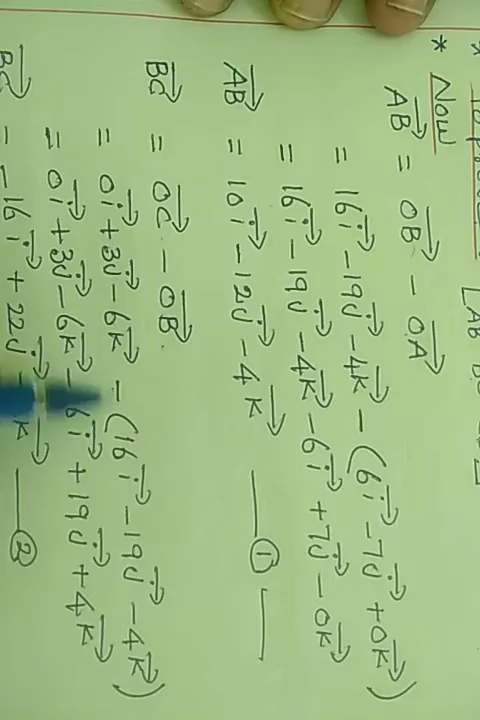 * Now
AB→ = OB→ - OA→
= 16i→ - 19j→ - 4k→ - (6i→ - 7j→ + 0k→)
= 16i→ - 19j→ - 4k→ - 6i→ + 7j→ - 0k→
AB→ = 10i→ - 12j→ - 4k→ —①
BC→ = OC→ - OB→
= 0i→ + 3j→ - 6k→ - (16i→ - 19j→ - 4k→)
= 0i→ + 3j→ - 6k→ - 6i→ + 19j→ + 4k→
BC→ = -16i→ + 22j→ k→ —②